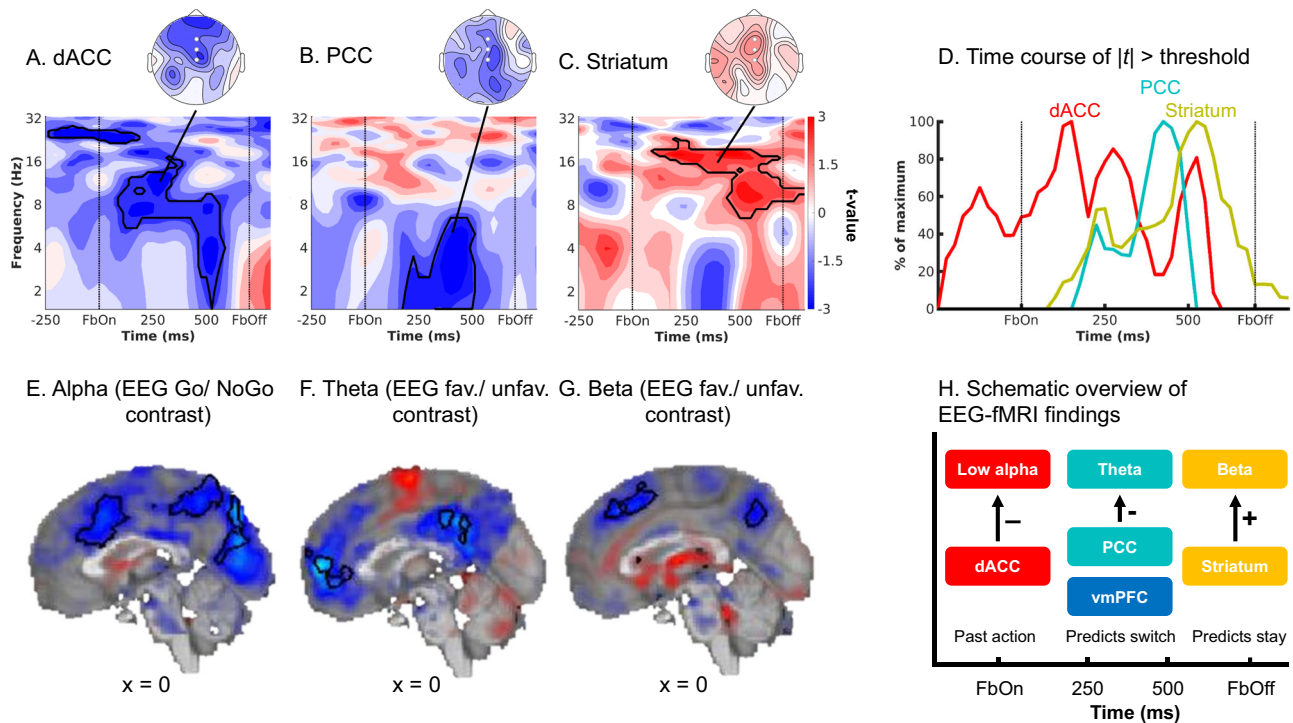 A. dACC
B. PCC
C. Striatum
D. Time course of |t| > threshold
32
16
8
4
2
Frequency (Hz)
-250 FbOn 250 500 FbOff
Time (ms)
32
16
8
4
2
-250 FbOn 250 500 FbOff
Time (ms)
32
16
8
4
2
-250 FbOn 250 500 FbOff
Time (ms)
3
1.5
0
-1.5
-3
t-value
PCC
dACC
Striatum
100
80
60
40
20
0
% of maximum
FbOn 250 500 FbOff
Time (ms)
E. Alpha (EEG Go/ NoGo
contrast)
x = 0
F. Theta (EEG fav./ unfav.
contrast)
x = 0
G. Beta (EEG fav./ unfav.
contrast)
x = 0
H. Schematic overview of
EEG-fMRI findings
Low alpha Theta Beta
– - +
dACC PCC Striatum
vmPFC
Past action Predicts switch Predicts stay
FbOn 250 500 FbOff
Time (ms)